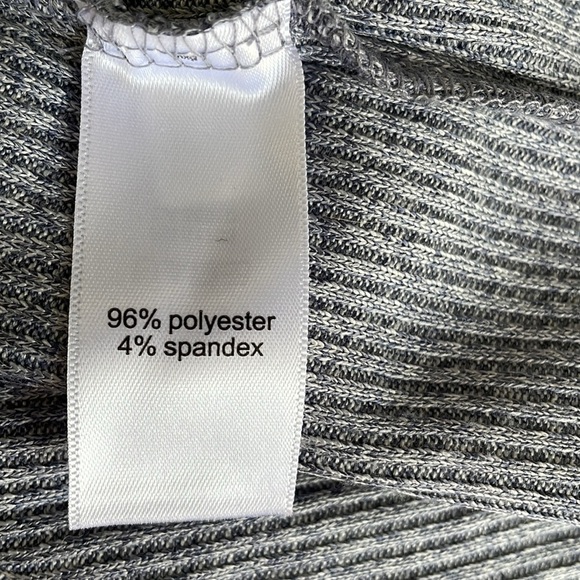 96% polyester
4% spandex